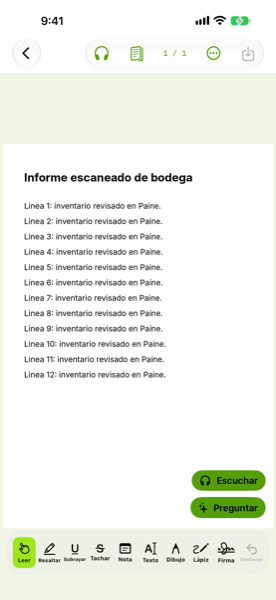 9:41
1 / 1
Informe escaneado de bodega
Linea 1: inventario revisado en Paine.
Linea 2: inventario revisado en Paine.
Linea 3: inventario revisado en Paine.
Linea 4: inventario revisado en Paine.
Linea 5: inventario revisado en Paine.
Linea 6: inventario revisado en Paine.
Linea 7: inventario revisado en Paine.
Linea 8: inventario revisado en Paine.
Linea 9: inventario revisado en Paine.
Linea 10: inventario revisado en Paine.
Linea 11: inventario revisado en Paine.
Linea 12: inventario revisado en Paine.
Escuchar
Preguntar
Leer Resaltar Subrayar Tachar Nota Texto Dibujo Lápiz Firma Deshacer